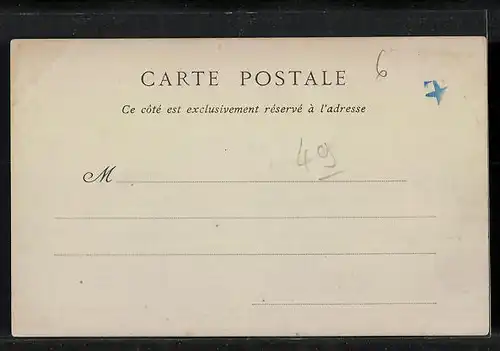 6
CARTE POSTALE
Ce côté est exclusivement réservé à l'adresse
49
M